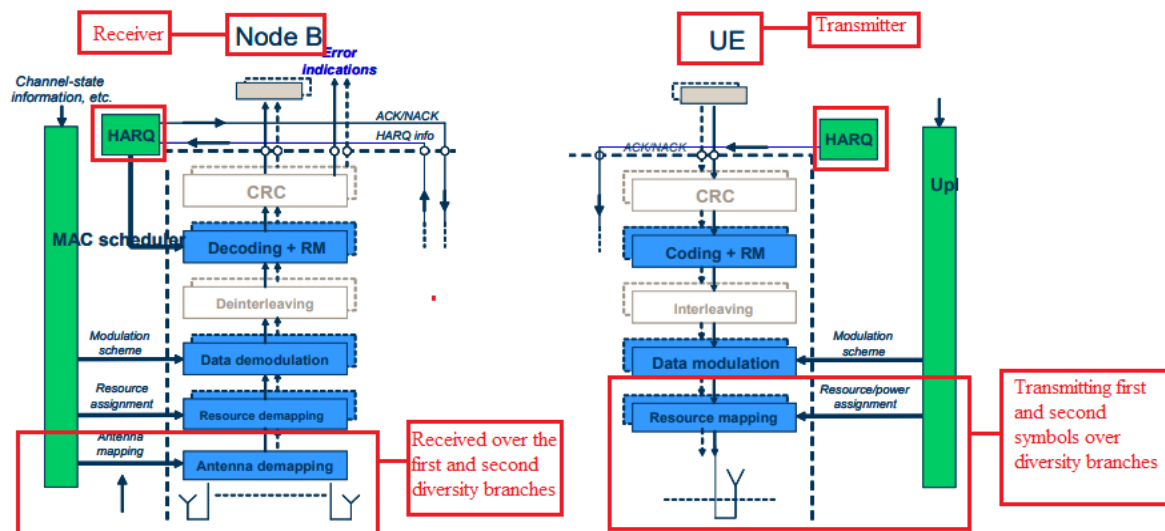 Receiver
Node B
Error
indications
Channel-state
information, etc.
HARQ
ACK/NACK
HARQ info
CRC
MAC scheduler
Decoding + RM
Deinterleaving
Modulation
scheme
Data demodulation
Resource
assignment
Resource demapping
Antenna
mapping
Antenna demapping
Received over the
first and second
diversity branches
UE
Transmitter
HARQ
ACK/NACK
Upl
CRC
Coding + RM
Interleaving
Data modulation
Modulation
scheme
Resource mapping
Resource/power
assignment
Transmitting first
and second
symbols over
diversity branches